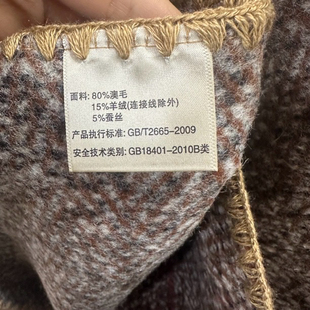 面料: 80%澳毛
15%羊绒(连接线除外)
5%蚕丝
产品执行标准: GB/T2665-2009
安全技术类别: GB18401-2010B类